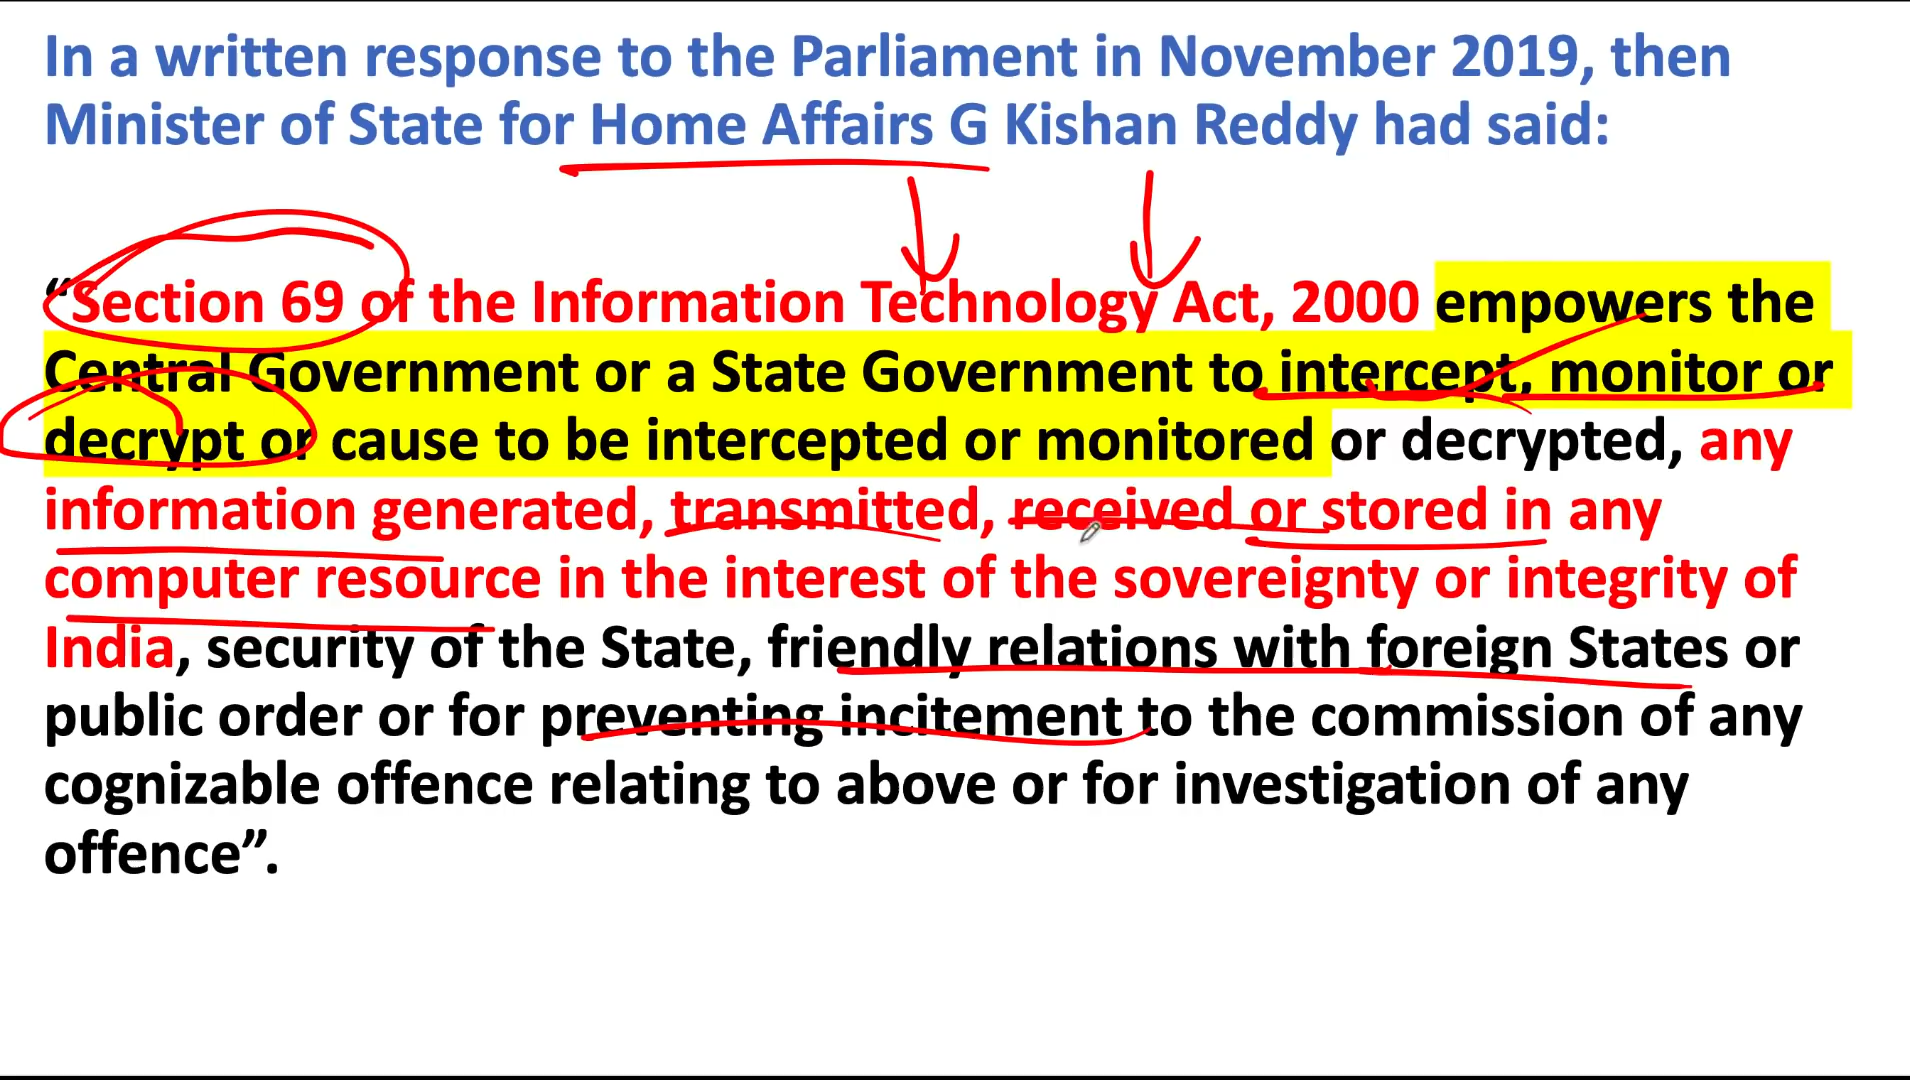 In a written response to the Parliament in November 2019, then
Minister of State for Home Affairs G Kishan Reddy had said:
“Section 69 of the Information Technology Act, 2000 empowers the
Central Government or a State Government to intercept, monitor or
decrypt or cause to be intercepted or monitored or decrypted, any
information generated, transmitted, received or stored in any
computer resource in the interest of the sovereignty or integrity of
India, security of the State, friendly relations with foreign States or
public order or for preventing incitement to the commission of any
cognizable offence relating to above or for investigation of any
offence”.